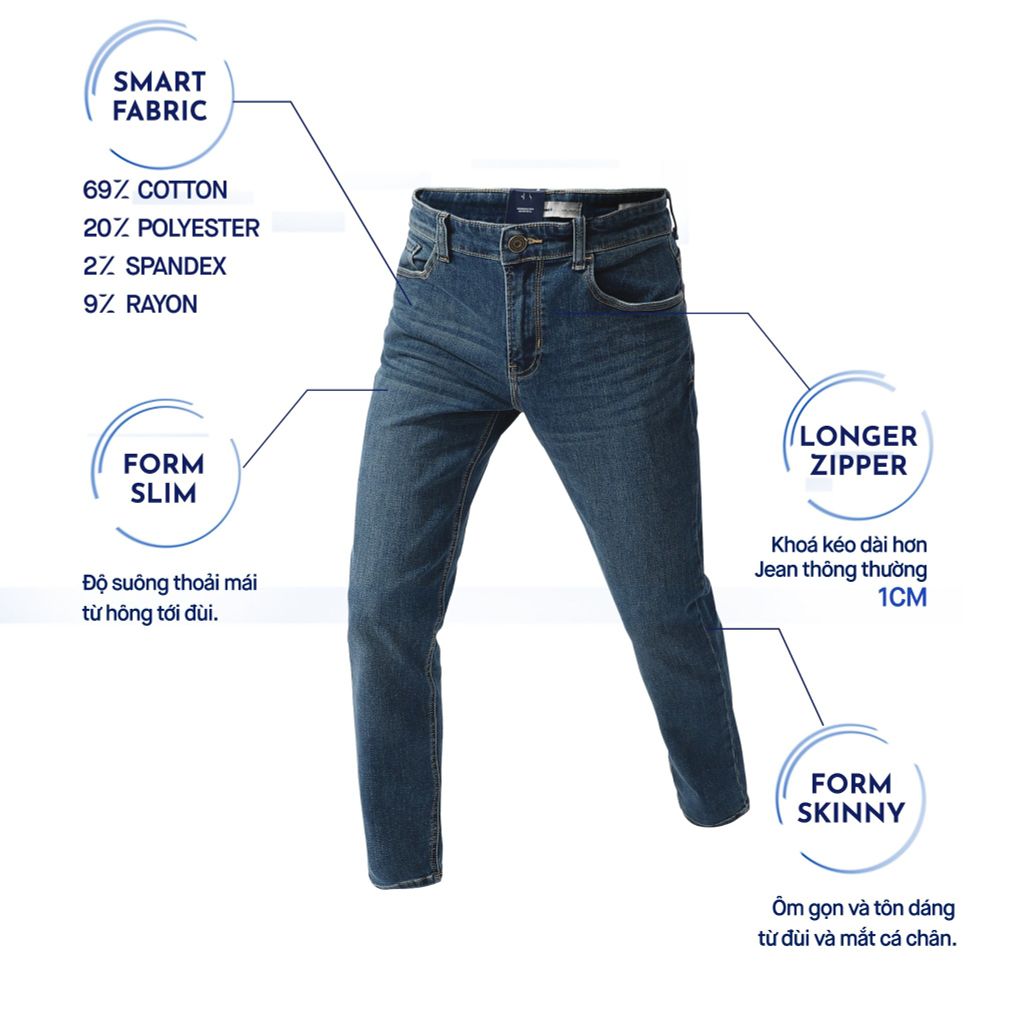 SMART
FABRIC
69% COTTON
20% POLYESTER
2% SPANDEX
9% RAYON
FORM
SLIM
Độ suông thoải mái
từ hông tới đùi.
LONGER
ZIPPER
Khoá kéo dài hơn
Jean thông thường
1CM
FORM
SKINNY
Ôm gọn và tôn dáng
từ đùi và mắt cá chân.